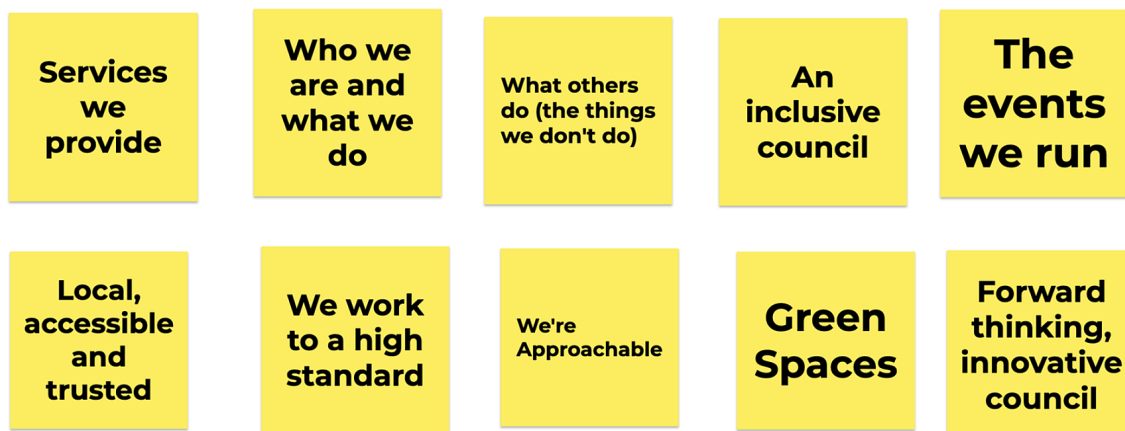 Services
we
provide
Who we
are and
what we
do
What others
do (the things
we don't do)
An
inclusive
council
The
events
we run
Local,
accessible
and
trusted
We work
to a high
standard
We're
Approachable
Green
Spaces
Forward
thinking,
innovative
council